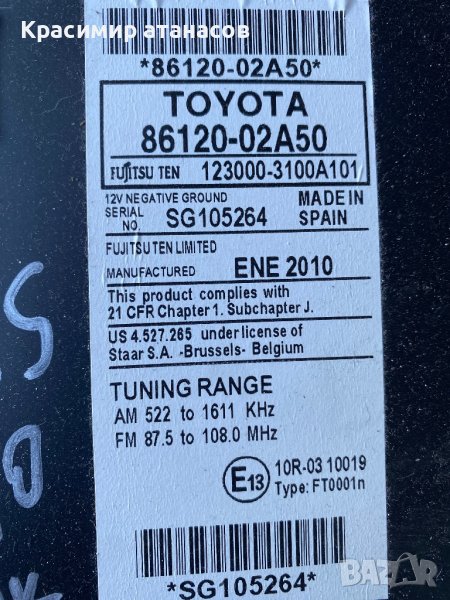 Красимир атанасов
*86120-02A50*
TOYOTA
86120-02A50
FUJITSU TEN 123000-3100A101
12V NEGATIVE GROUND
SERIAL NO. SG105264
MADE IN SPAIN
FUJITSU TEN LIMITED
MANUFACTURED ENE 2010
This product complies with
21 CFR Chapter 1. Subchapter J.
US 4.527.265 under license of
Staar S.A. -Brussels- Belgium
TUNING RANGE
AM 522 to 1611 KHz
FM 87.5 to 108.0 MHz
E13 10R-03 10019
Type: FT0001n
*SG105264*
BAZAR